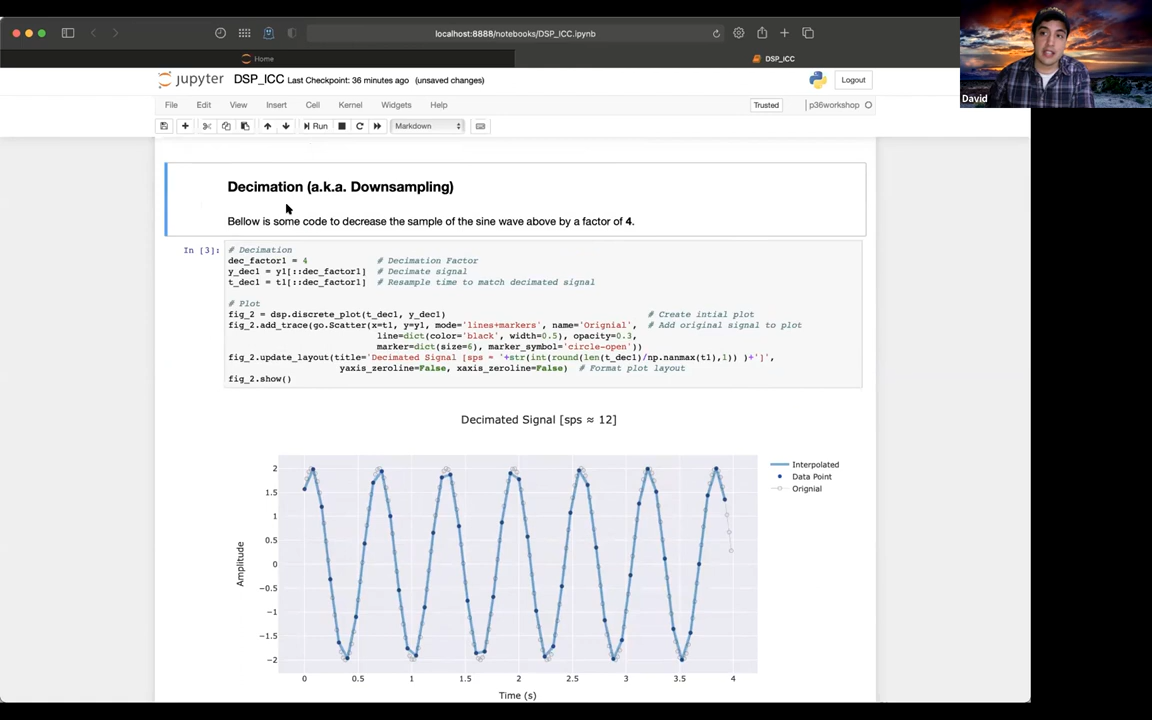 localhost:8888/notebooks/DSP_ICC.ipynb
Home
DSP_ICC
David
jupyter DSP_ICC Last Checkpoint: 36 minutes ago (unsaved changes)
Logout
File Edit View Insert Cell Kernel Widgets Help
Trusted
p36workshop
Run
Markdown
Decimation (a.k.a. Downsampling)
Bellow is some code to decrease the sample of the sine wave above by a factor of 4.
In [3]:
# Decimation
dec_factor1 = 4 # Decimation Factor
y_dec1 = y1[::dec_factor1] # Decimate signal
t_dec1 = t1[::dec_factor1] # Resample time to match decimated signal
# Plot
fig_2 = dsp.discrete_plot(t_dec1, y_dec1) # Create intial plot
fig_2.add_trace(go.Scatter(x=t1, y=y1, mode='lines+markers', name='Orignial', # Add original signal to plot
line=dict(color='black', width=0.5), opacity=0.3,
marker=dict(size=6), marker_symbol='circle-open'))
fig_2.update_layout(title='Decimated Signal [sps ≈ '+str(int(round(len(t_dec1)/np.nanmax(t1),1)) )+']',
yaxis_zeroline=False, xaxis_zeroline=False) # Format plot layout
fig_2.show()
Decimated Signal [sps ≈ 12]
Interpolated
Data Point
Orignial
2
1.5
1
0.5
0
−0.5
−1
−1.5
−2
Amplitude
0 0.5 1 1.5 2 2.5 3 3.5 4
Time (s)